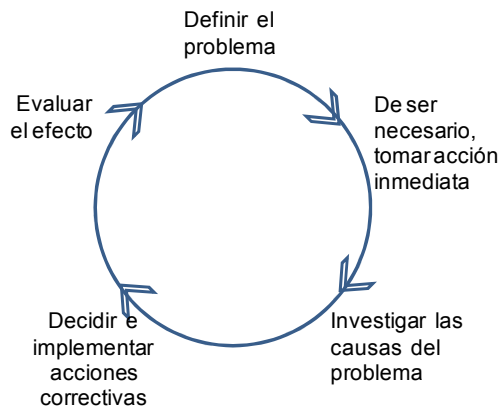 Definir el
problema
De ser
necesario,
tomar acción
inmediata
Investigar las
causas del
problema
Decidir e
implementar
acciones
correctivas
Evaluar
el efecto